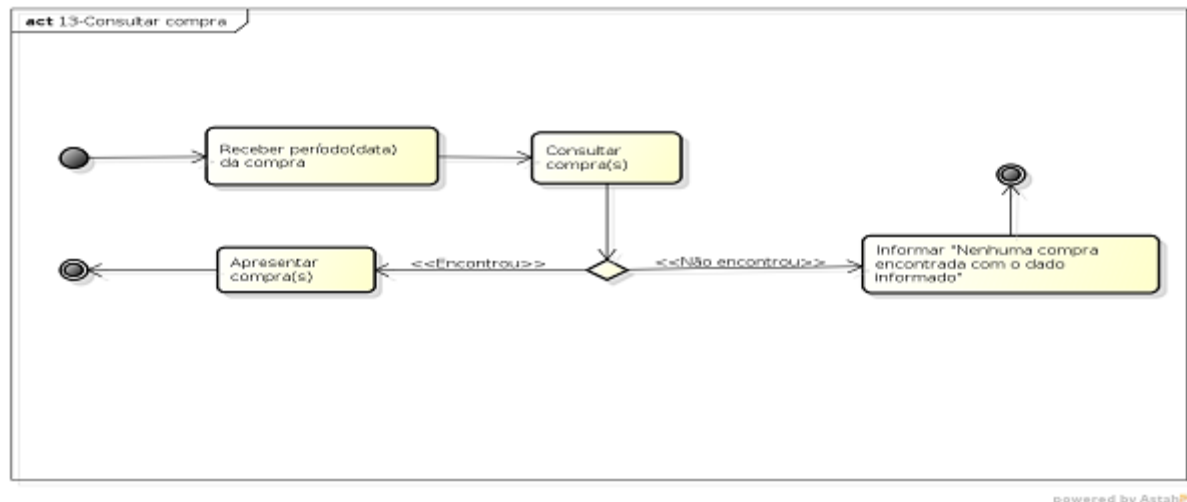 act 13-Consultar compra
Receber período(data)
da compra
Consultar
compra(s)
Apresentar
compra(s)
<<Encontrou>>
<<Não encontrou>>
Informar "Nenhuma compra
encontrada com o dado
informado"
powered by Astah